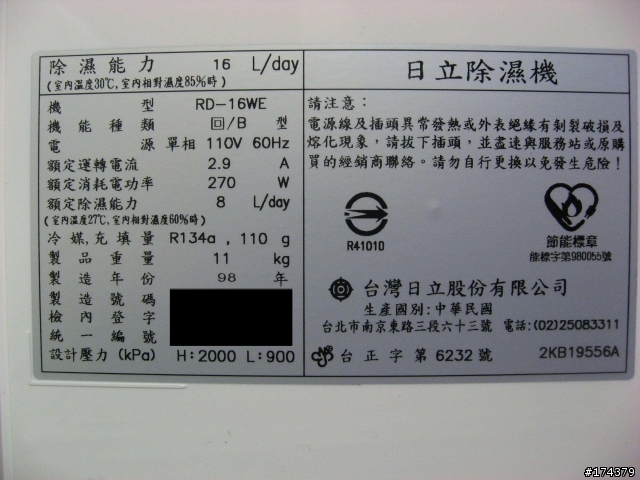 除濕能力 16 L/day
(室內溫度30℃,室內相對濕度85%時)
機型 RD-16WE
機能種類 回/B 型
電源 單相 110V 60Hz
額定運轉電流 2.9 A
額定消耗電功率 270 W
額定除濕能力 8 L/day
(室內溫度27℃,室內相對濕度60%時)
冷媒,充填量 R134a , 110 g
製品重量 11 kg
製造年份 98 年
製造號碼
檢內登字
統一編號
設計壓力 (kPa) H:2000 L:900
日立除濕機
請注意:
電源線及插頭異常發熱或外表絕緣有剝裂破損及
熔化現象,請拔下插頭,並盡速與服務站或原購
買的經銷商聯絡。請勿自行更換以免發生危險!
R41010
節能標章
能標字第980055號
台灣日立股份有限公司
生產國別:中華民國
台北市南京東路三段六十三號 電話:(02)25083311
台正字第 6232 號 2KB19556A
#174379